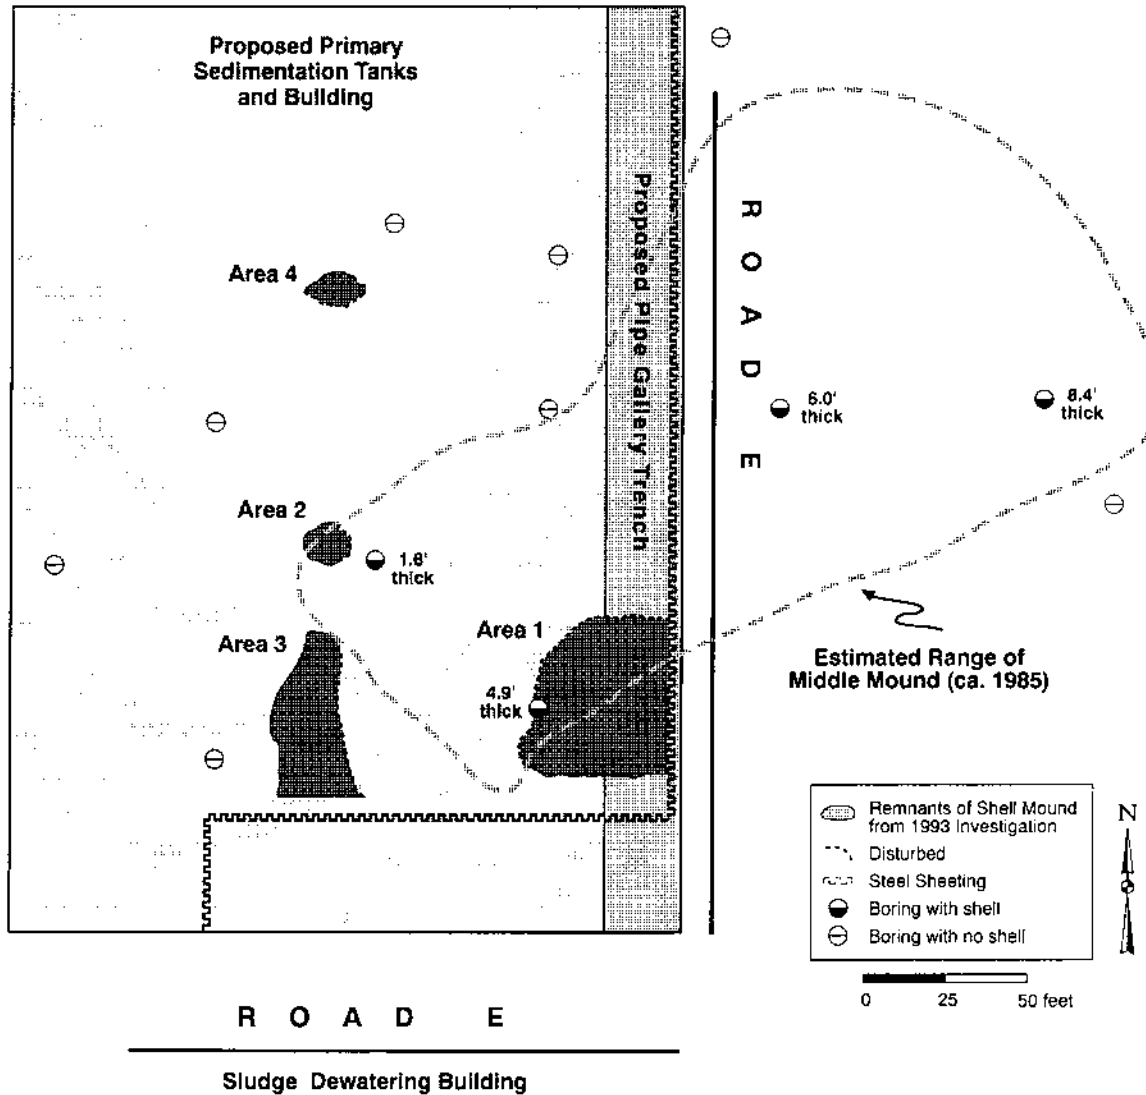 Proposed Primary
Sedimentation Tanks
and Building
Proposed Pipe Gallery Trench
ROAD E
Area 4
6.0'
thick
8.4'
thick
Area 2
1.6'
thick
Area 3
Area 1
4.9'
thick
Estimated Range of
Middle Mound (ca. 1985)
Remnants of Shell Mound
from 1993 Investigation
Disturbed
Steel Sheeting
Boring with shell
Boring with no shell
N
0 25 50 feet
ROAD E
Sludge Dewatering Building